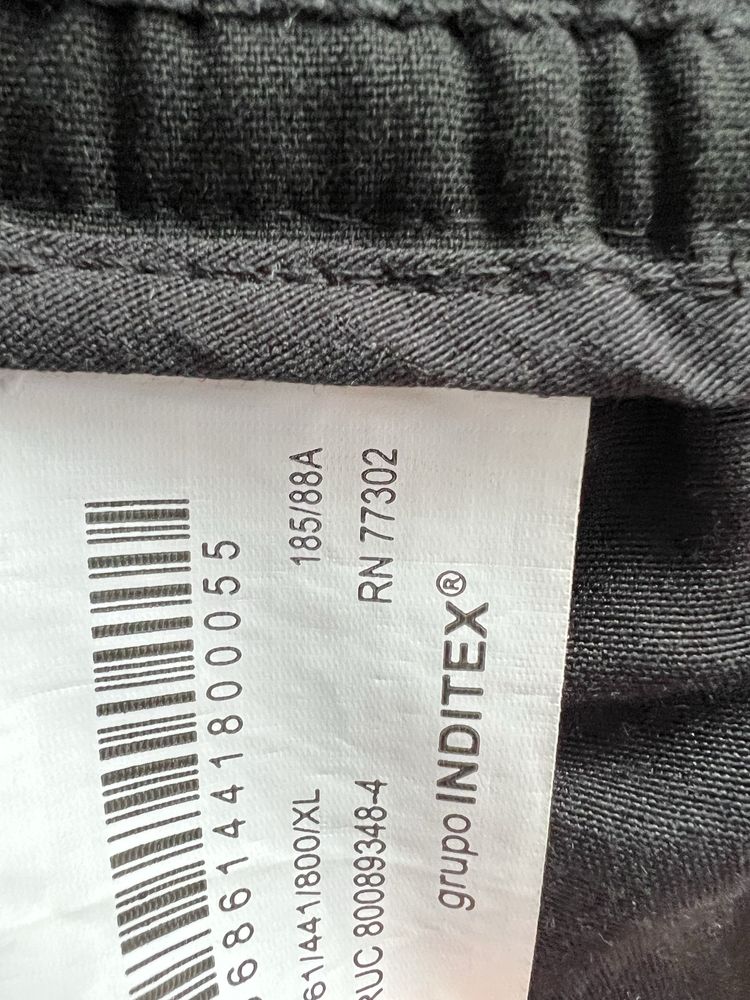 6861441800055
61/441/800/XL 185/88A
RUC 80089348-4 RN 77302
grupo INDITEX®